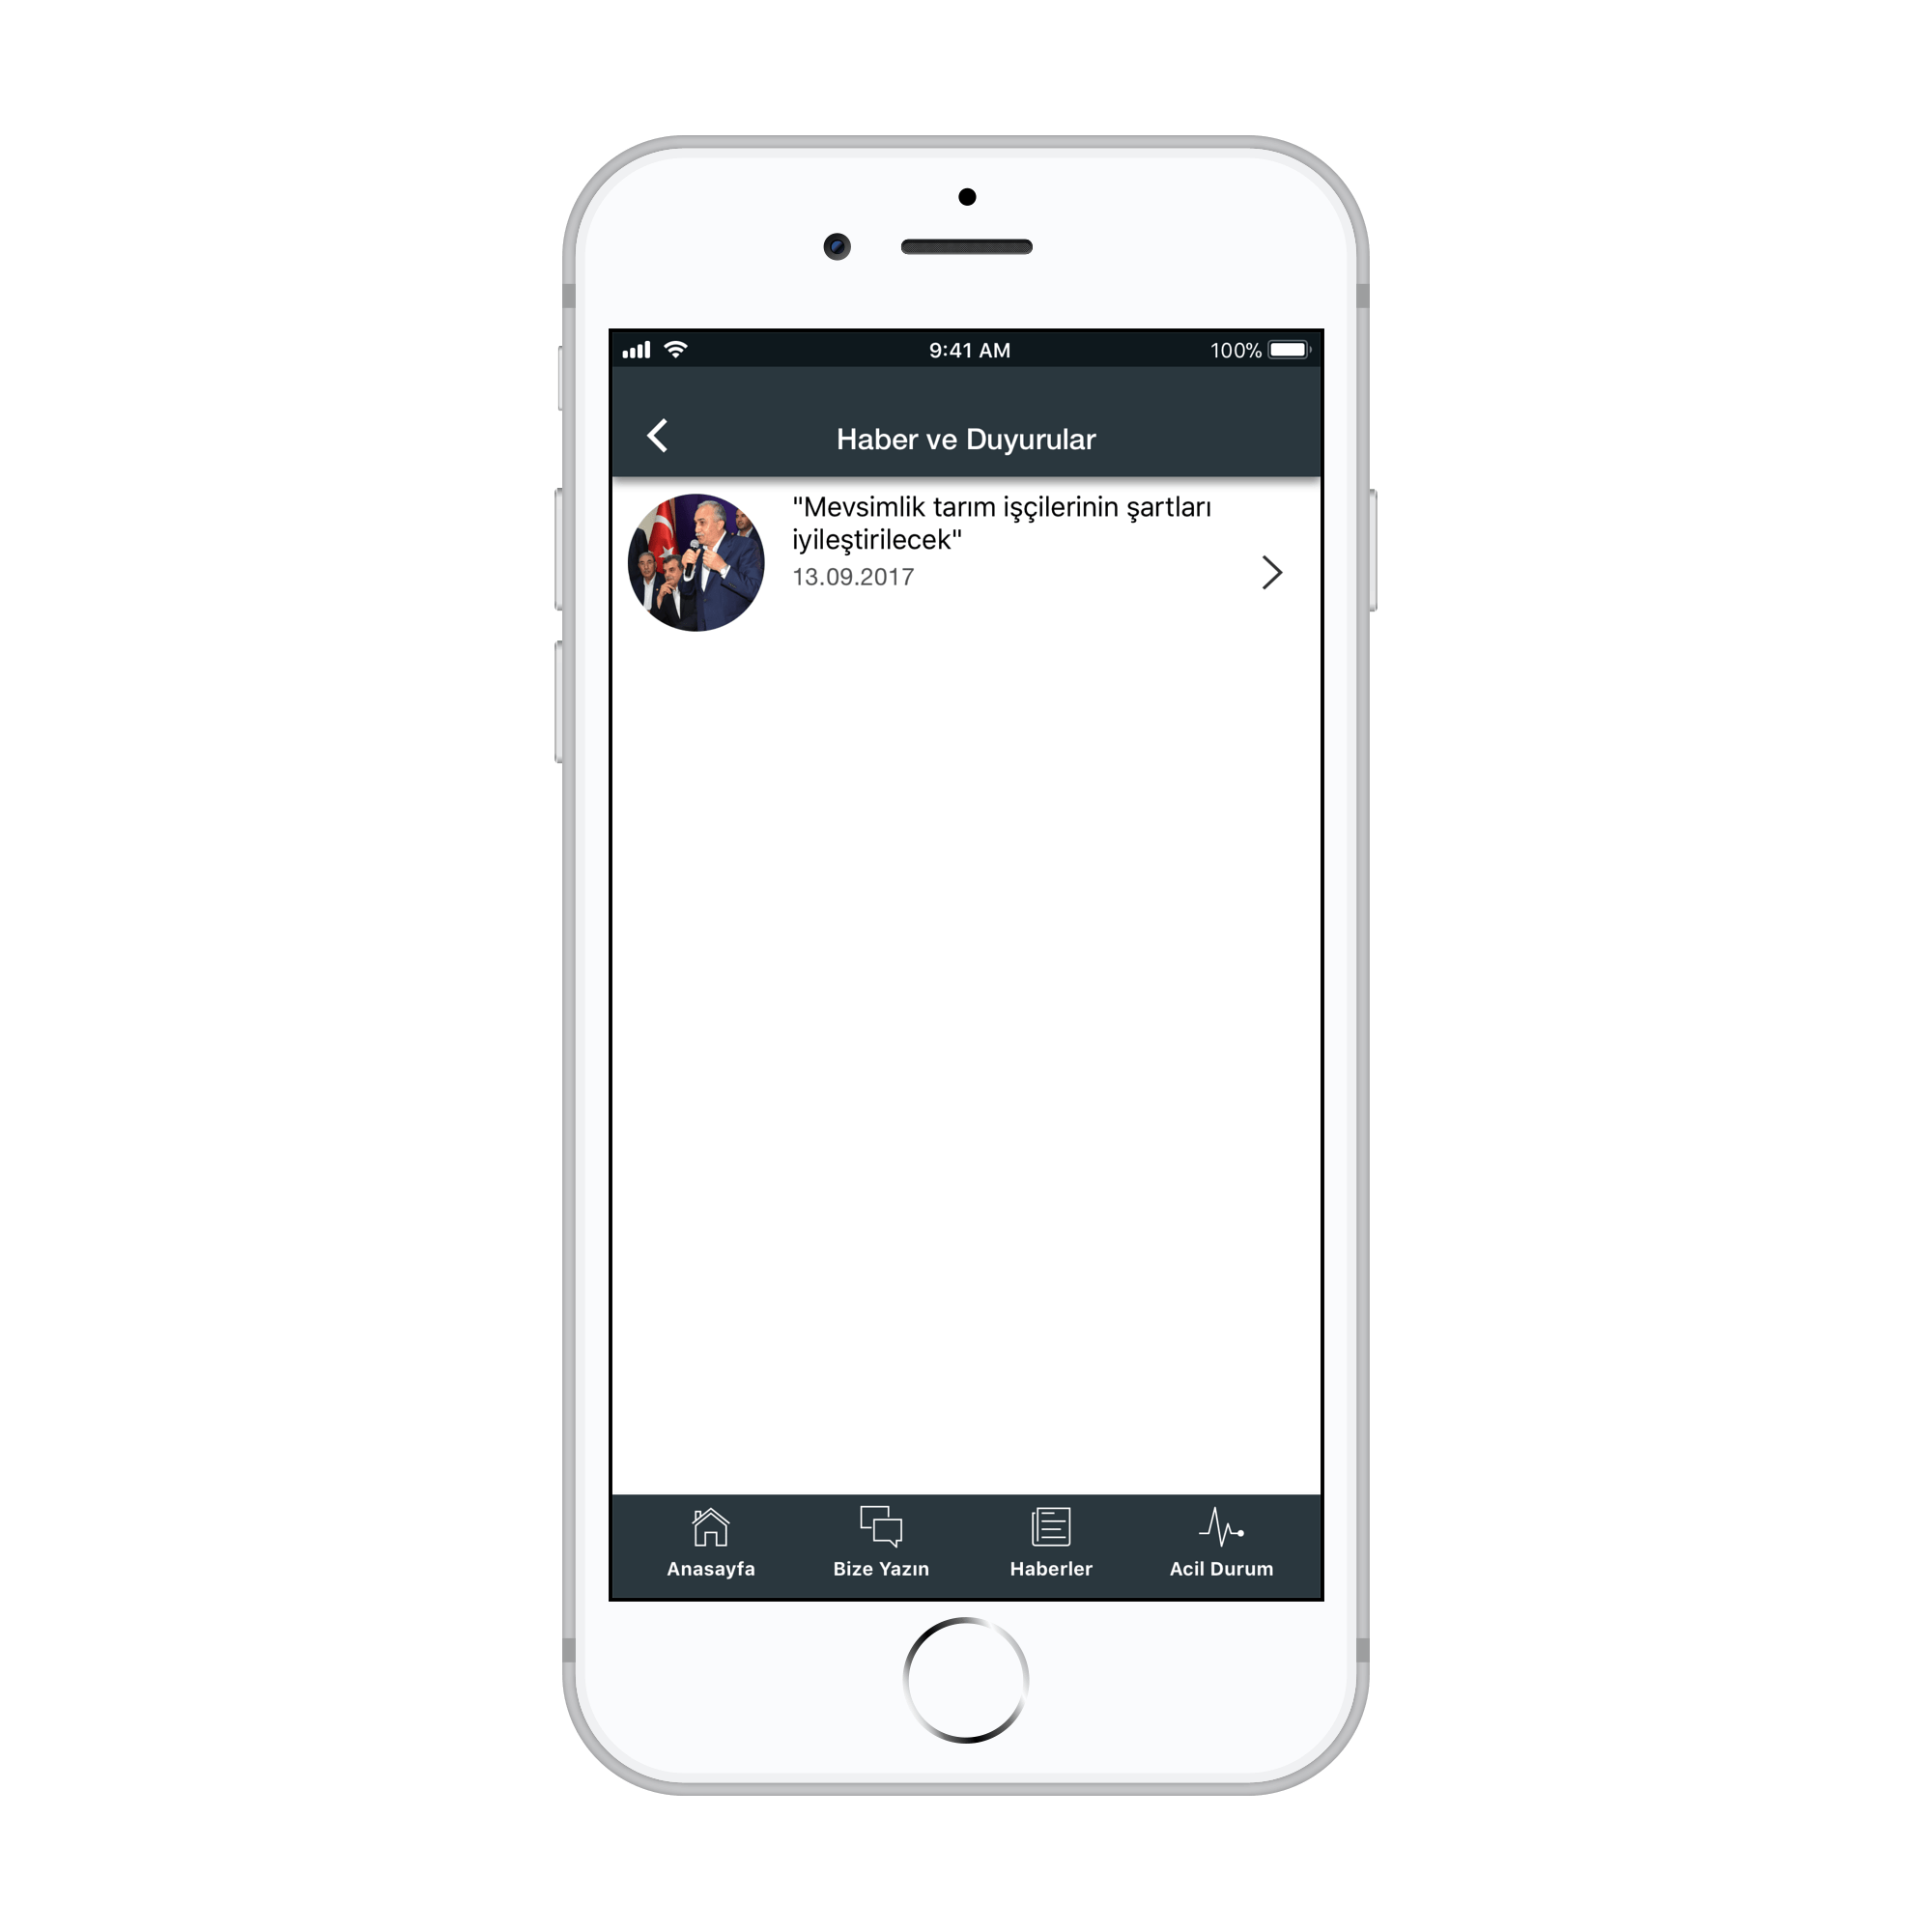 9:41 AM
100%
Haber ve Duyurular
"Mevsimlik tarım işçilerinin şartları
iyileştirilecek"
13.09.2017
Anasayfa
Bize Yazın
Haberler
Acil Durum